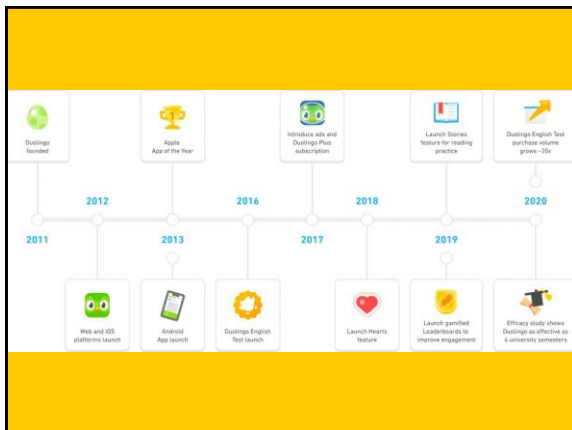 Duolingo
founded
Apple
App of the Year
Introduce ads and
Duolingo Plus
subscription
Launch Stories
feature for reading
practice
Duolingo English Test
purchase volume
grows ~20x
2012
2016
2018
2020
2011
2013
2017
2019
Web and iOS
platforms launch
Android
App launch
Duolingo English
Test launch
Launch Hearts
feature
Launch gamified
Leaderboards to
improve engagement
Efficacy study shows
Duolingo as effective as
4 university semesters